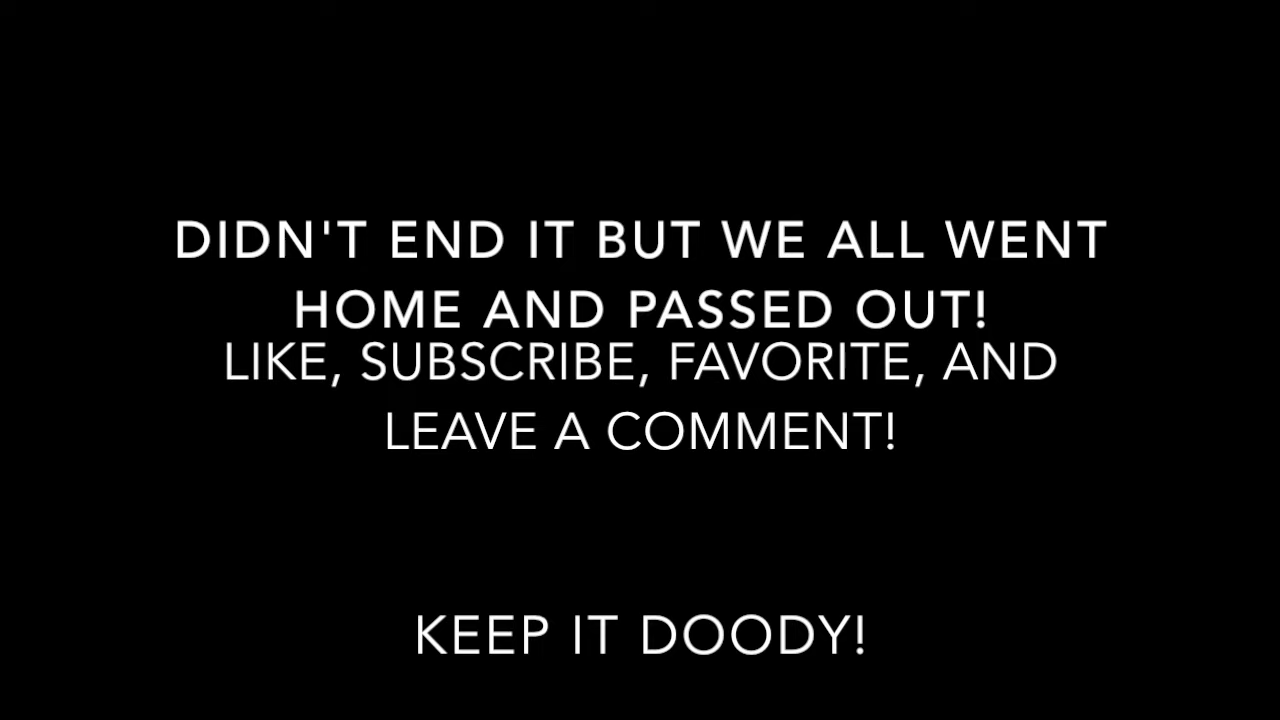 DIDN'T END IT BUT WE ALL WENT
HOME AND PASSED OUT!
LIKE, SUBSCRIBE, FAVORITE, AND
LEAVE A COMMENT!
KEEP IT DOODY!